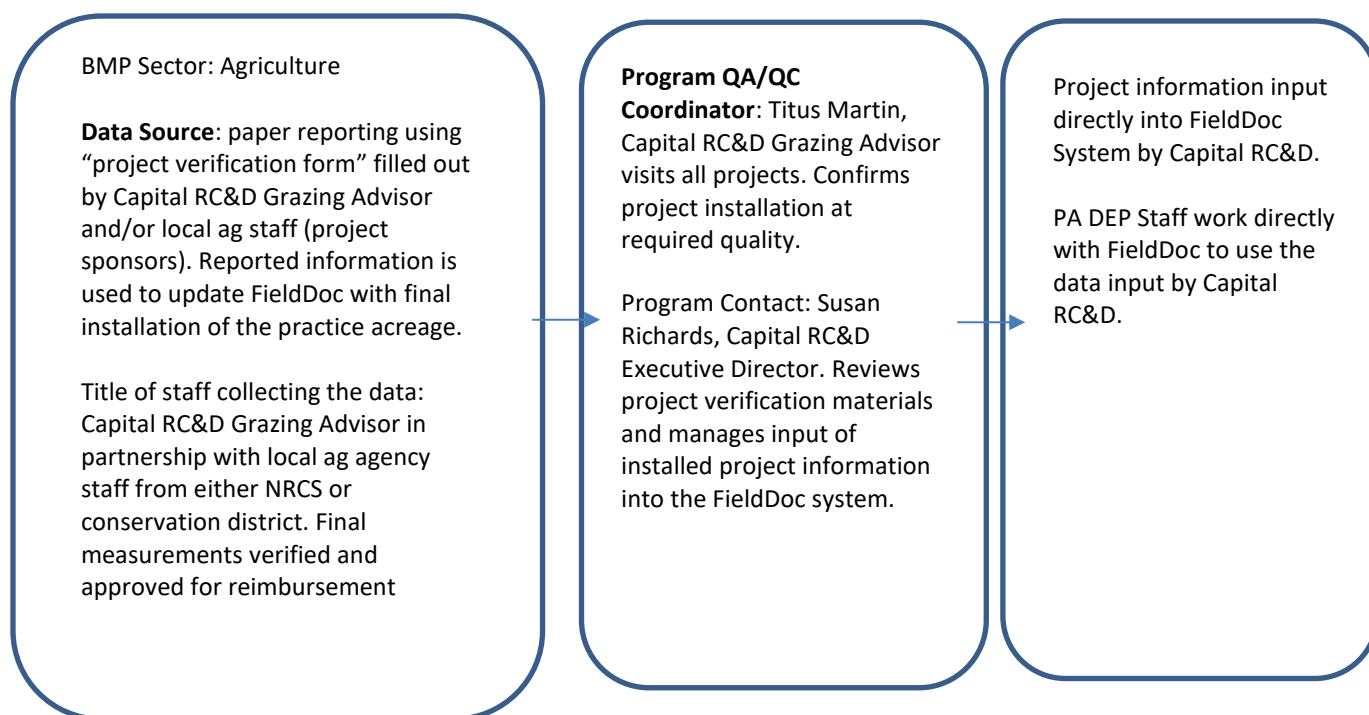 BMP Sector: Agriculture
Data Source: paper reporting using
“project verification form” filled out
by Capital RC&D Grazing Advisor
and/or local ag staff (project
sponsors). Reported information is
used to update FieldDoc with final
installation of the practice acreage.
Title of staff collecting the data:
Capital RC&D Grazing Advisor in
partnership with local ag agency
staff from either NRCS or
conservation district. Final
measurements verified and
approved for reimbursement
Program QA/QC
Coordinator: Titus Martin,
Capital RC&D Grazing Advisor
visits all projects. Confirms
project installation at
required quality.
Program Contact: Susan
Richards, Capital RC&D
Executive Director. Reviews
project verification materials
and manages input of
installed project information
into the FieldDoc system.
Project information input
directly into FieldDoc
System by Capital RC&D.
PA DEP Staff work directly
with FieldDoc to use the
data input by Capital
RC&D.